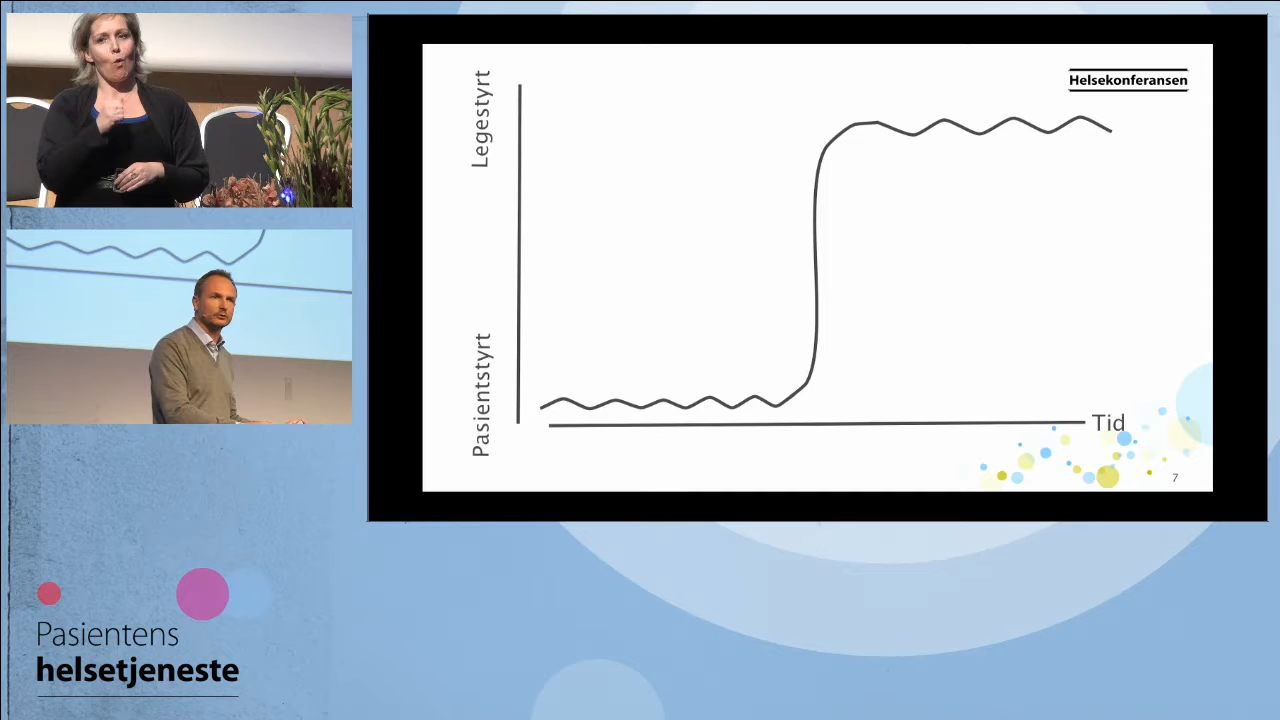 Helsekonferansen
Legestyrt
Pasientstyrt
Tid
7
Pasientens
helsetjeneste